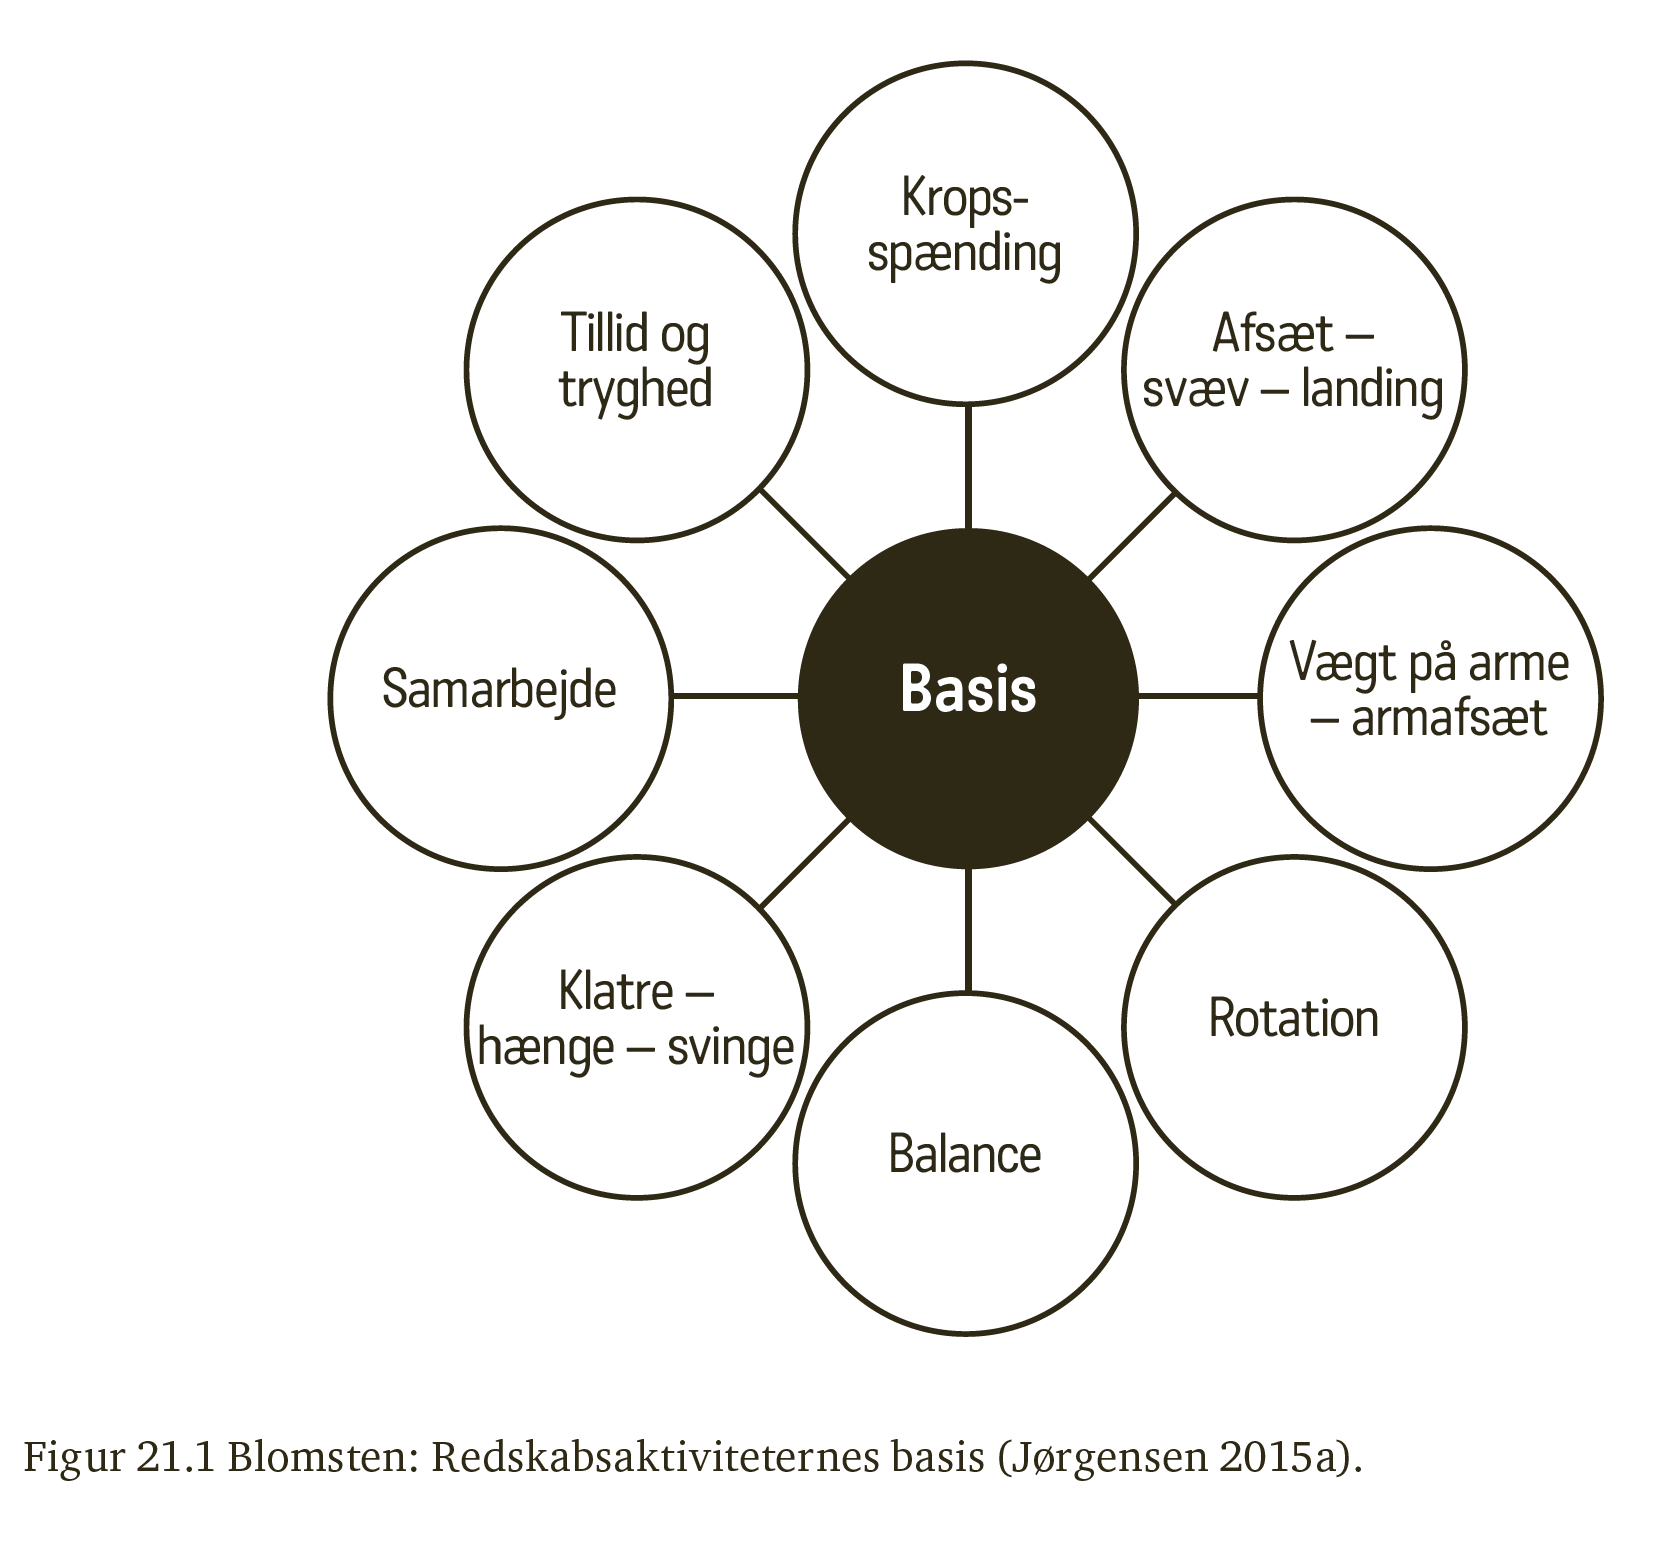 Krops-
spænding
Afsæt –
svæv – landing
Vægt på arme
– armafsæt
Rotation
Balance
Klatre –
hænge – svinge
Samarbejde
Tillid og
tryghed
Basis
Figur 21.1 Blomsten: Redskabsaktiviteternes basis (Jørgensen 2015a).